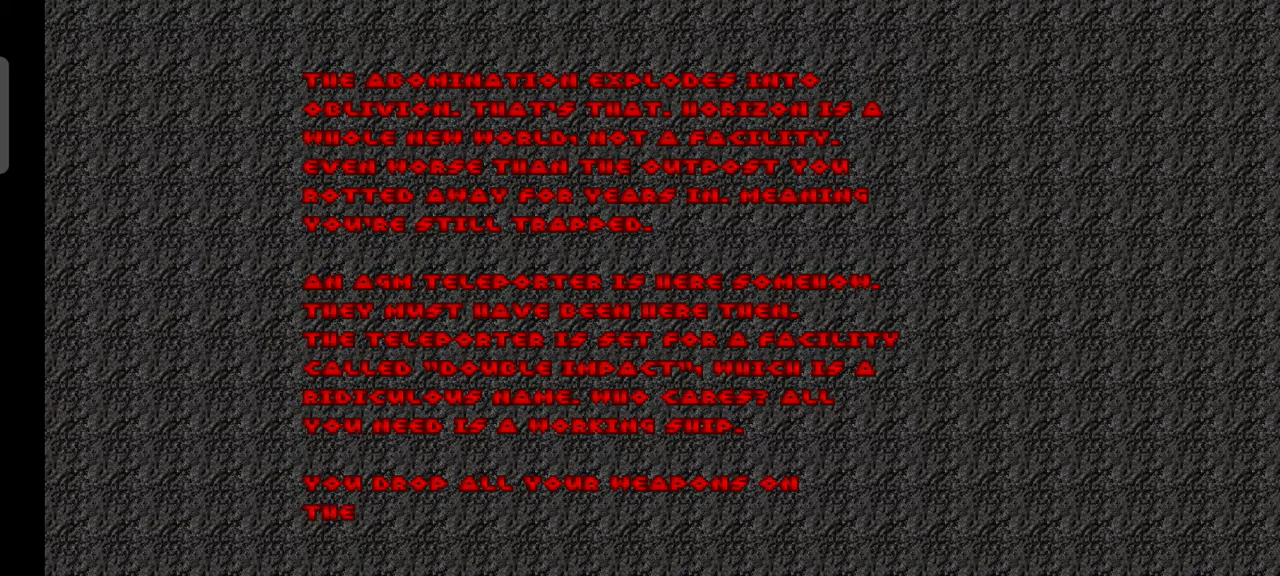 THE ABOMINATION EXPLODES INTO
OBLIVION. THAT'S THAT. HORIZON IS A
WHOLE NEW WORLD, NOT A FACILITY.
EVEN WORSE THAN THE OUTPOST YOU
ROTTED AWAY FOR YEARS IN. MEANING
YOU'RE STILL TRAPPED.
AN AGM TELEPORTER IS HERE SOMEHOW.
THEY MUST HAVE BEEN HERE THEN.
THE TELEPORTER IS SET FOR A FACILITY
CALLED "DOUBLE IMPACT", WHICH IS A
RIDICULOUS NAME. WHO CARES? ALL
YOU NEED IS A WORKING SHIP.
YOU DROP ALL YOUR WEAPONS ON
THE